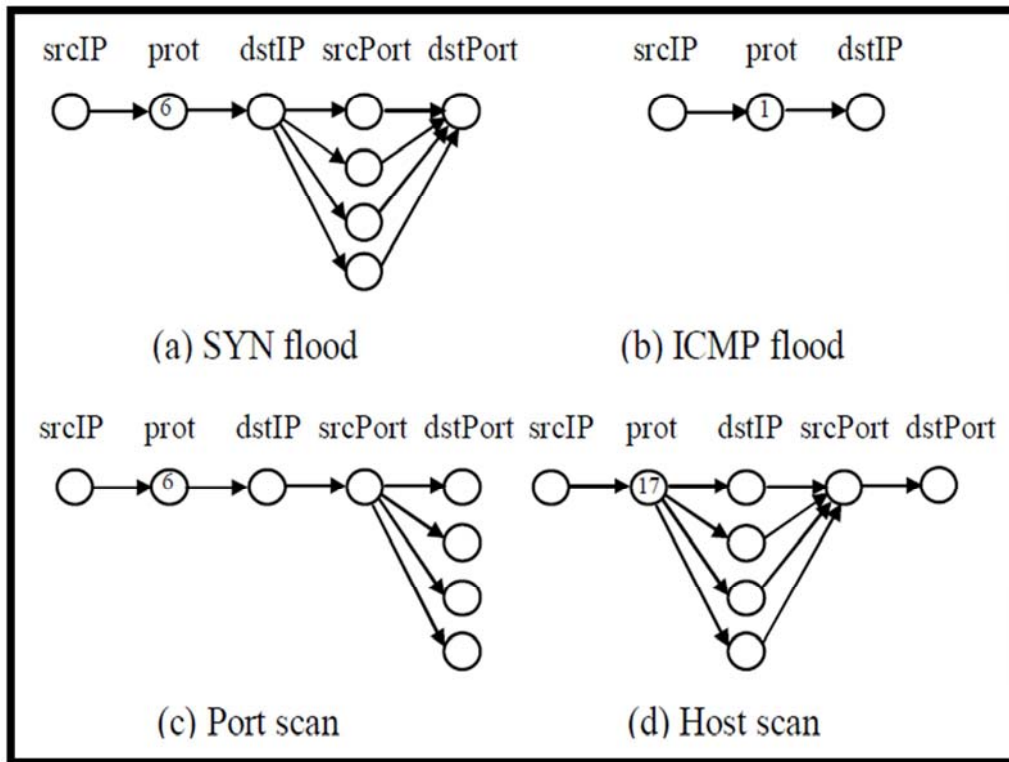 srcIP prot dstIP srcPort dstPort
6
(a) SYN flood
srcIP prot dstIP
1
(b) ICMP flood
srcIP prot dstIP srcPort dstPort
6
(c) Port scan
srcIP prot dstIP srcPort dstPort
17
(d) Host scan